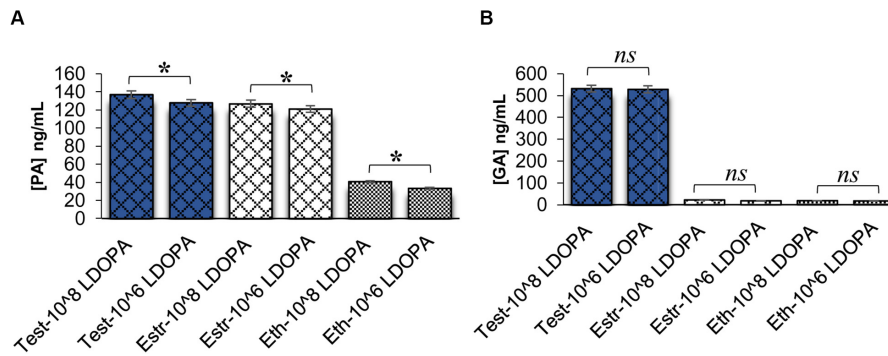 A
[PA] ng/mL
160
140
120
100
80
60
40
20
0
*
*
*
Test-10^8 LDOPA
Test-10^6 LDOPA
Estr-10^8 LDOPA
Estr-10^6 LDOPA
Eth-10^8 LDOPA
Eth-10^6 LDOPA
B
[GA] ng/mL
600
500
400
300
200
100
0
ns
ns
ns
Test-10^8 LDOPA
Test-10^6 LDOPA
Estr-10^8 LDOPA
Estr-10^6 LDOPA
Eth-10^8 LDOPA
Eth-10^6 LDOPA